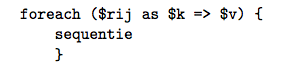 foreach ($rij as $k => $v) {
    sequentie
    }